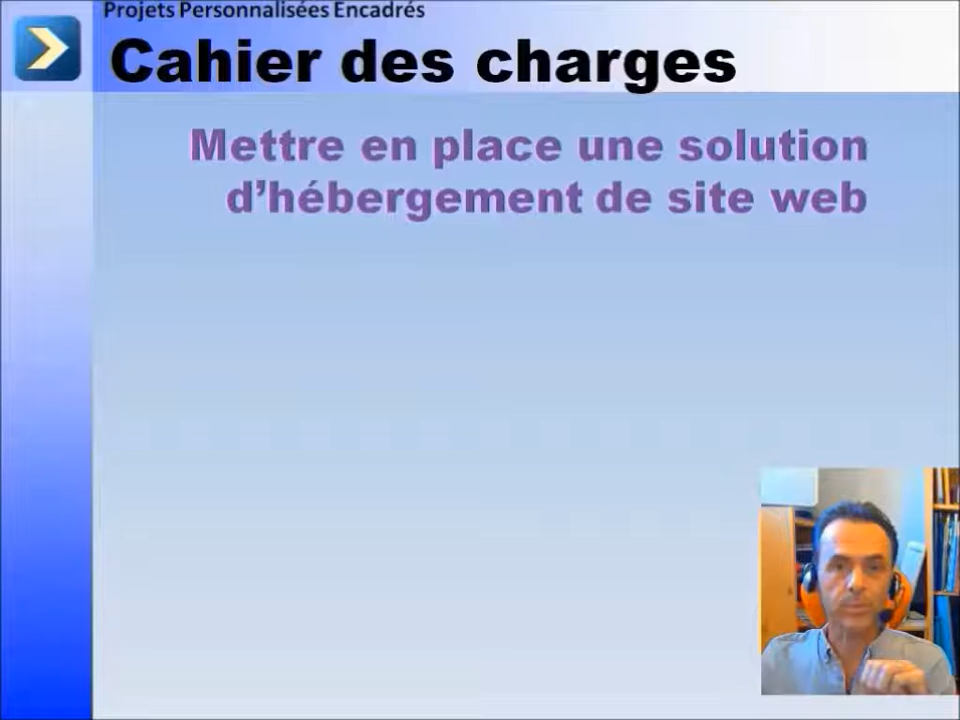 Projets Personnalisées Encadrés
Cahier des charges
Mettre en place une solution
d’hébergement de site web